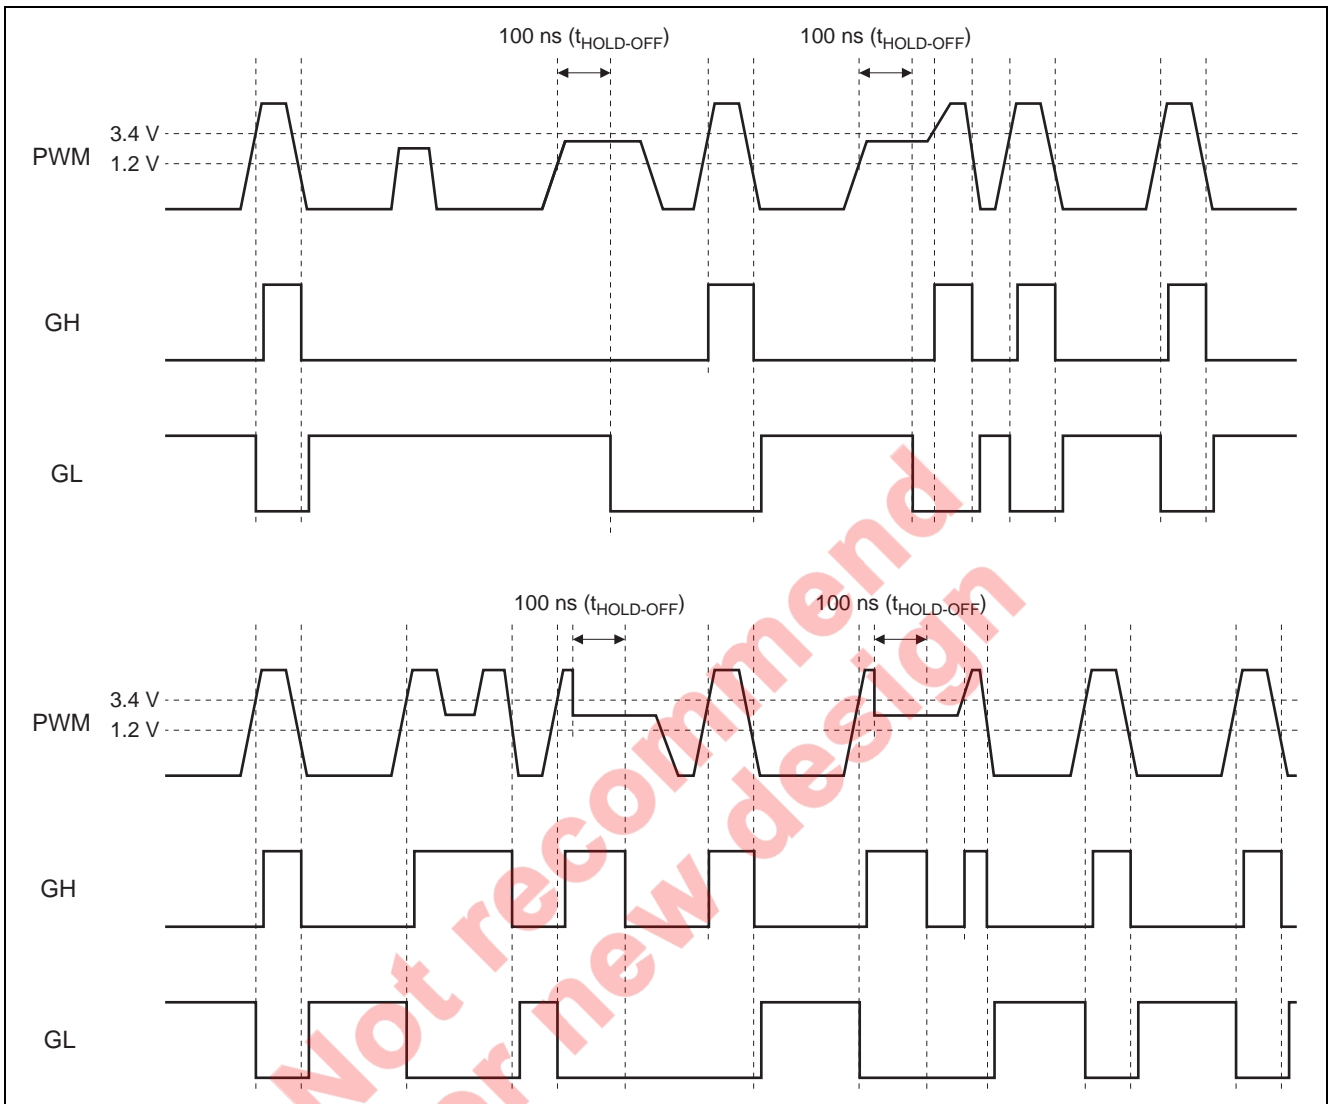 100 ns (tHOLD-OFF) 100 ns (tHOLD-OFF)
3.4 V
PWM
1.2 V
GH
GL
100 ns (tHOLD-OFF) 100 ns (tHOLD-OFF)
3.4 V
PWM
1.2 V
GH
GL
Not recommend
new design